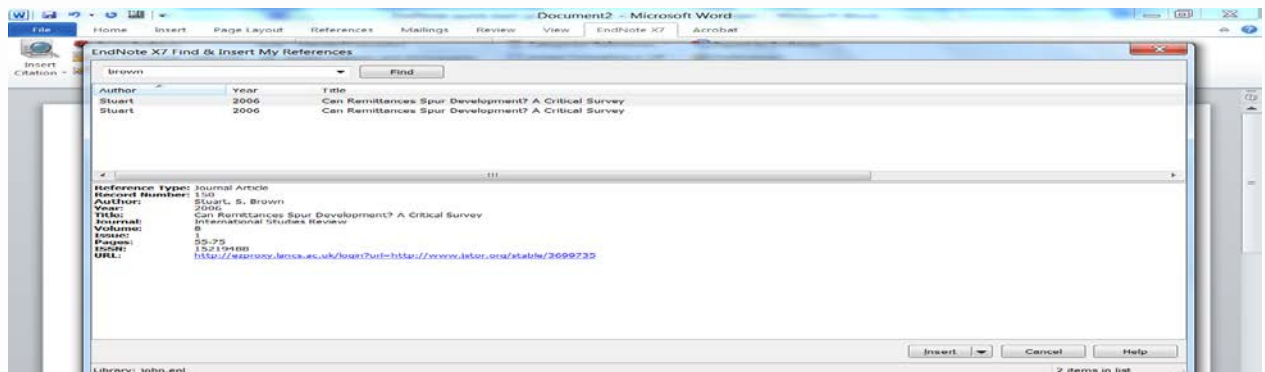 Document2 - Microsoft Word
File Home Insert Page Layout References Mailings Review View EndNote X7 Acrobat
Insert
Citation
EndNote X7 Find & Insert My References
brown Find
Author Year Title
Stuart 2006 Can Remittances Spur Development? A Critical Survey
Stuart 2006 Can Remittances Spur Development? A Critical Survey
Reference Type: Journal Article
Record Number: 150
Author: Stuart, S. Brown
Year: 2006
Title: Can Remittances Spur Development? A Critical Survey
Journal: International Studies Review
Volume: 8
Issue: 1
Pages: 55-75
ISSN: 15219488
URL: http://ezproxy.lancs.ac.uk/login?url=http://www.jstor.org/stable/3699735
Insert Cancel Help
Library: John.enl 2 items in list